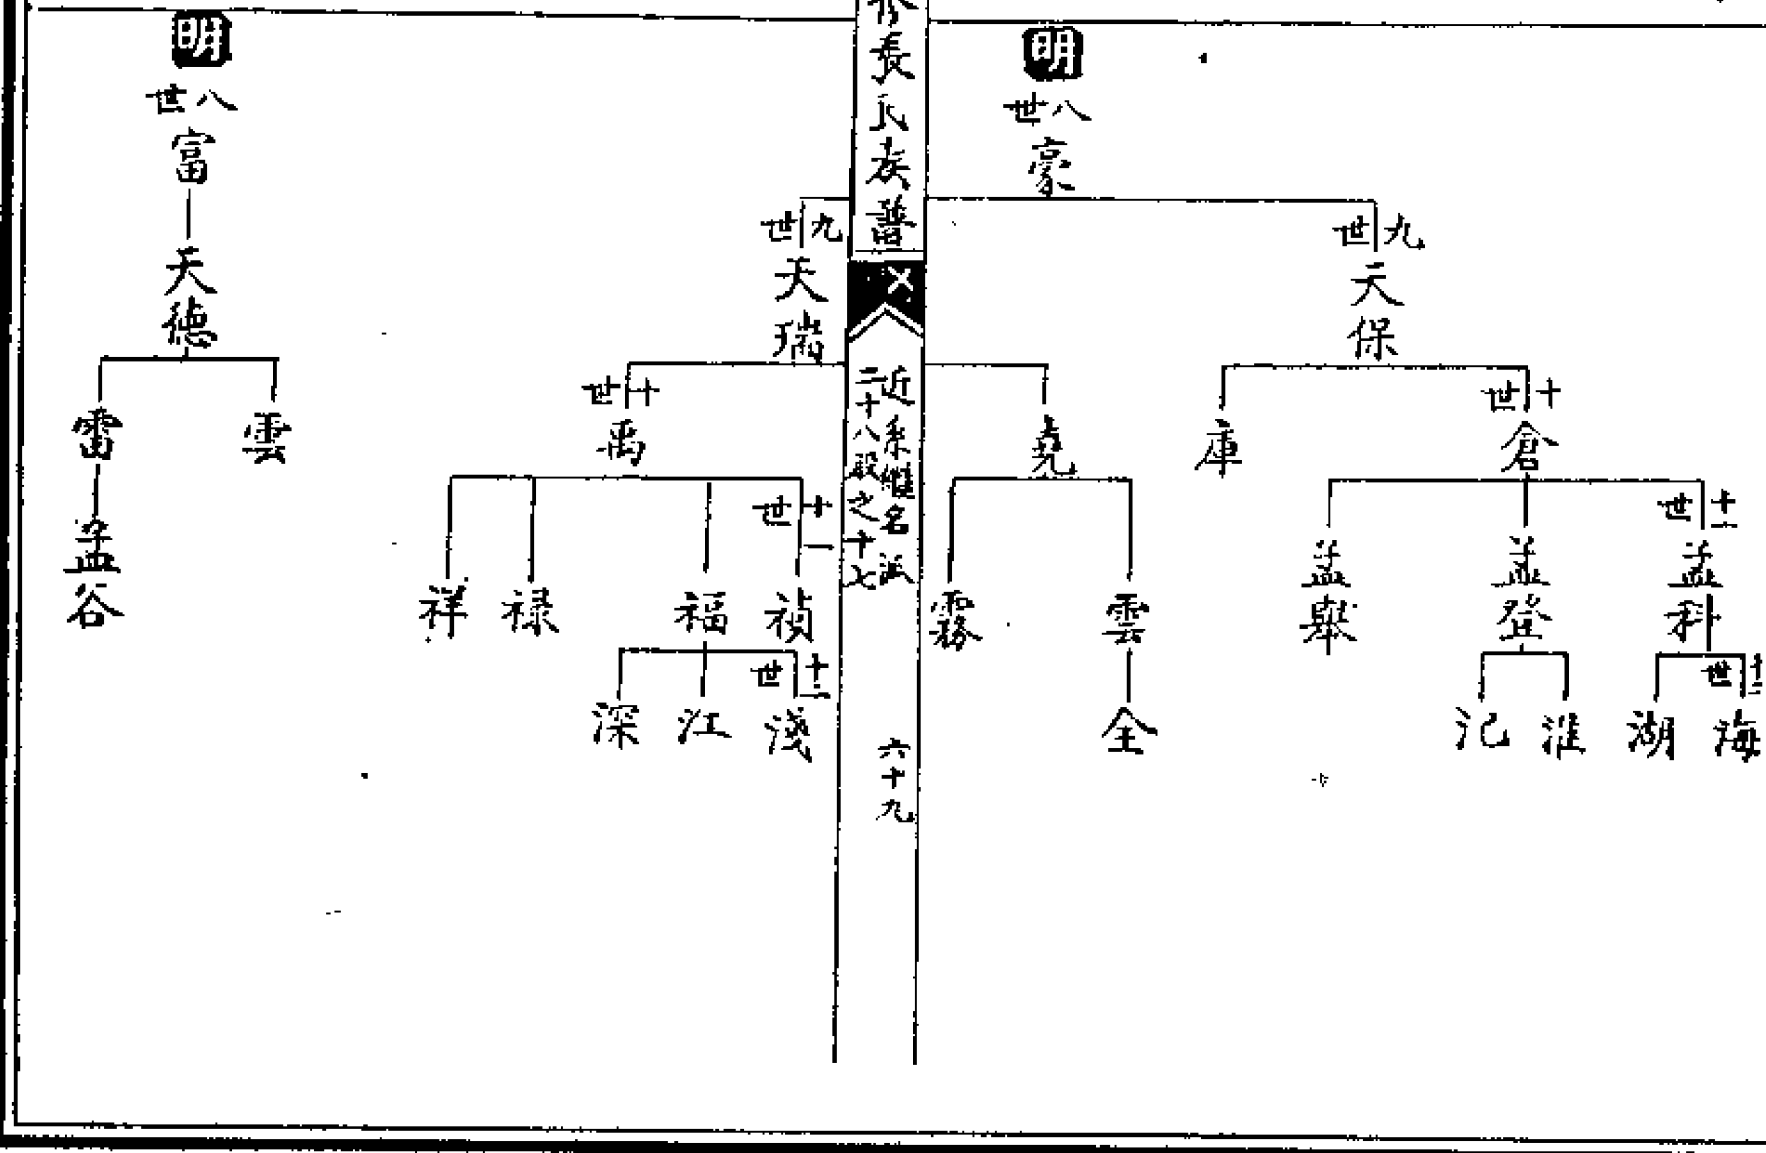 明
八世
豪
九世
天保
十世
倉
庫
十一世
孟科
孟登
孟舉
十二世
海
湖
淮
汜
堯
雲
霧
全
修長氏族譜
近系繼名派
二十八段之十七
六十九
九世
天瑞
十世
禹
十一世
禎
福
禄
祥
十二世
淺
江
深
明
八世
富
天德
雲
雷
孟谷